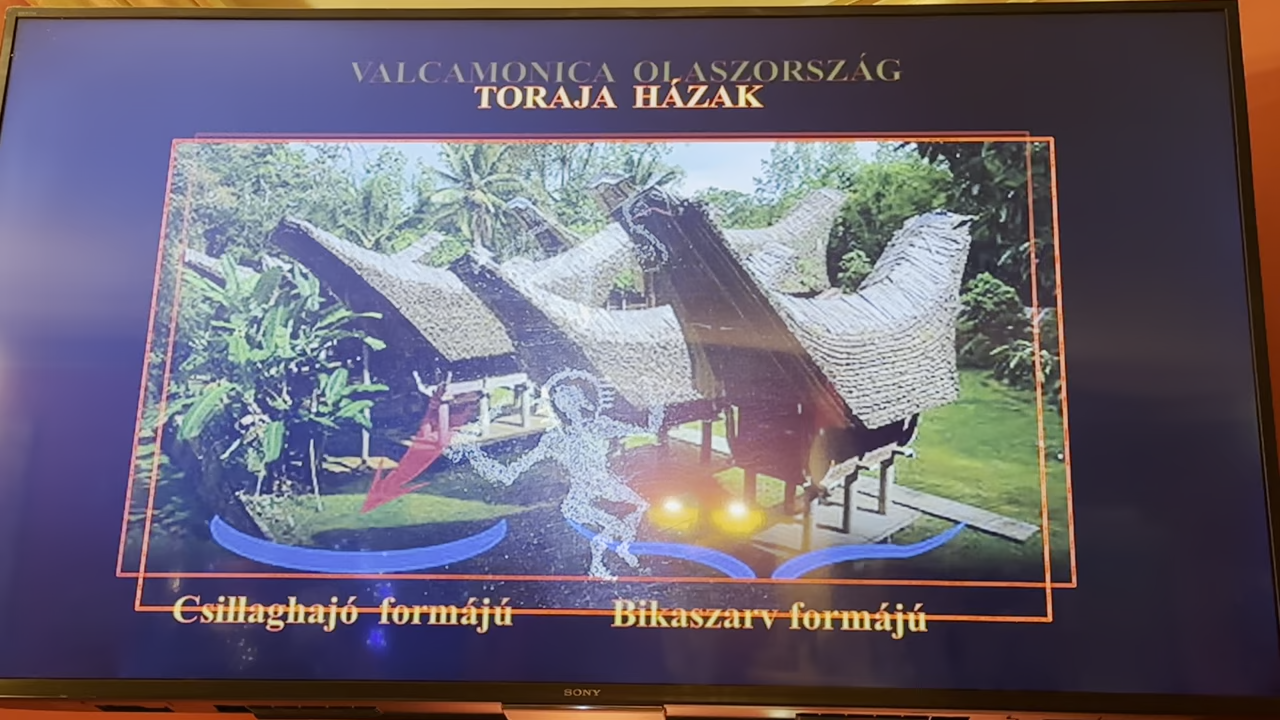 VALCAMONICA OLASZORSZÁG
TORAJA HÁZAK
Csillaghajó formájú
Bikaszarv formájú
SONY